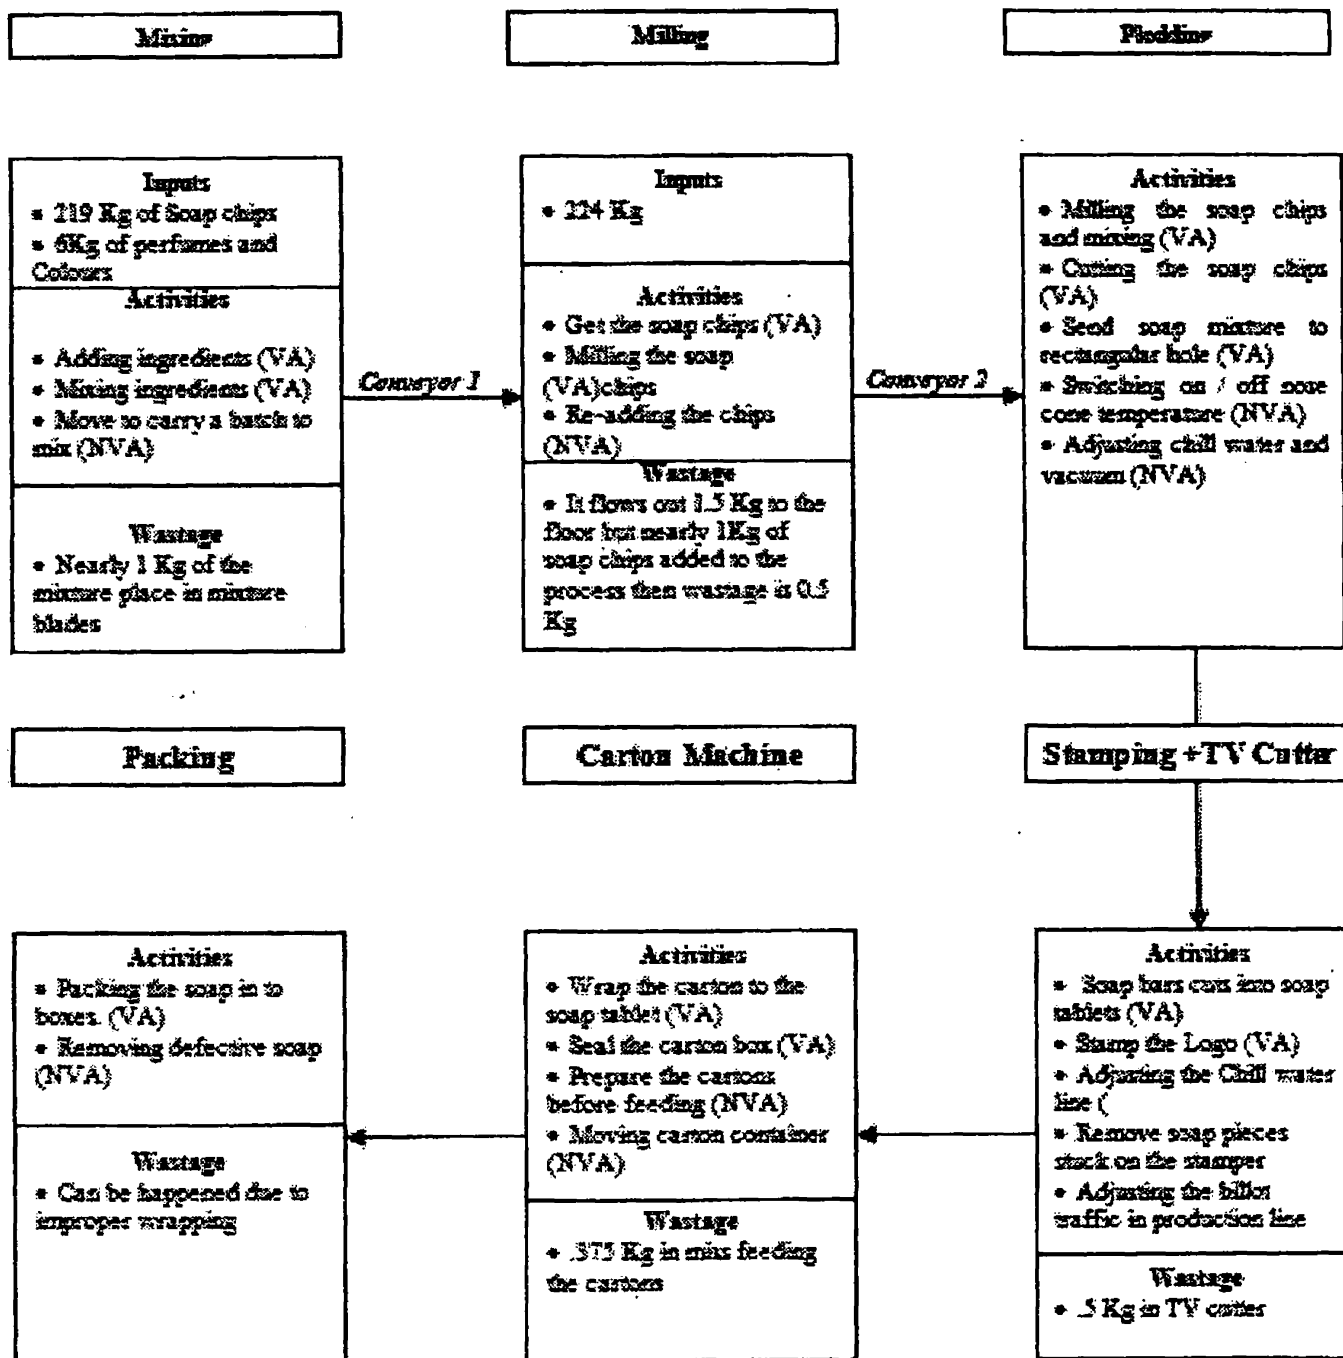 Mixing
Milling
Plodding
Inputs
• 219 Kg of Soap chips
• 6Kg of perfumes and
Colours
Activities
• Adding ingredients (VA)
• Mixing ingredients (VA)
• Move to carry a batch to
mix (NVA)
Wastage
• Nearly 1 Kg of the
mixture place in mixture
blades
Conveyor 1
Inputs
• 224 Kg
Activities
• Get the soap chips (VA)
• Milling the soap
(VA)chips
• Re-adding the chips
(NVA)
Wastage
• It flows out 1.5 Kg to the
floor but nearly 1Kg of
soap chips added to the
process then wastage is 0.5
Kg
Conveyor 2
Activities
• Milling the soap chips
and mixing (VA)
• Cutting the soap chips
(VA)
• Send soap mixture to
rectangular hole (VA)
• Switching on / off nose
cone temperature (NVA)
• Adjusting chill water and
vacuum (NVA)
Packing
Carton Machine
Stamping +TV Cutter
Activities
• Packing the soap in to
boxes. (VA)
• Removing defective soap
(NVA)
Wastage
• Can be happened due to
improper wrapping
Activities
• Wrap the carton to the
soap tablet (VA)
• Seal the carton box (VA)
• Prepare the cartons
before feeding (NVA)
• Moving carton container
(NVA)
Wastage
• .375 Kg in miss feeding
the cartons
Activities
• Soap bars cuts into soap
tablets (VA)
• Stamp the Logo (VA)
• Adjusting the Chill water
line (
• Remove soap pieces
stuck on the stamper
• Adjusting the billot
traffic in production line
Wastage
• .5 Kg in TV cutter